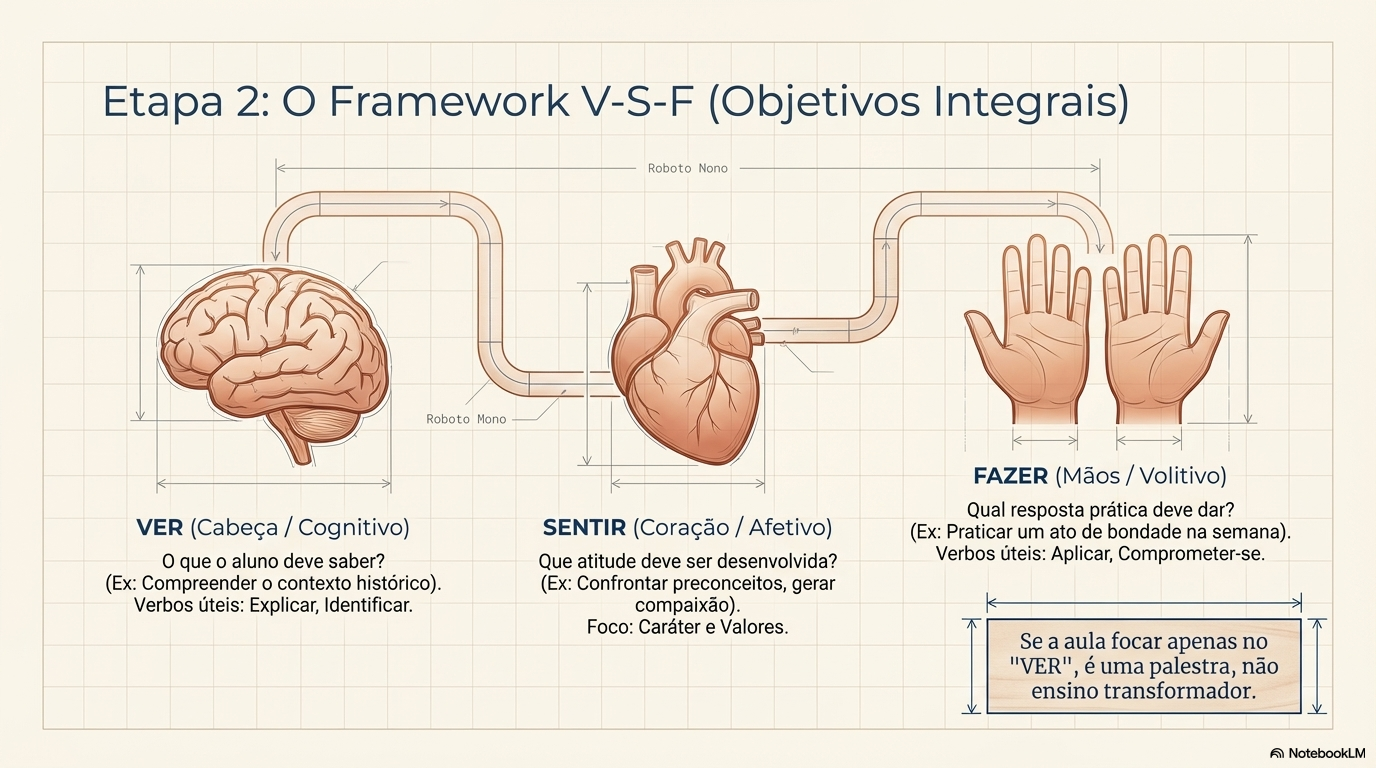 Etapa 2: O Framework V-S-F (Objetivos Integrais)
Roboto Nono
Roboto Mono
VER (Cabeça / Cognitivo)
O que o aluno deve saber?
(Ex: Compreender o contexto histórico).
Verbos úteis: Explicar, Identificar.
SENTIR (Coração / Afetivo)
Que atitude deve ser desenvolvida?
(Ex: Confrontar preconceitos, gerar
compaixão).
Foco: Caráter e Valores.
FAZER (Mãos / Volitivo)
Qual resposta prática deve dar?
(Ex: Praticar um ato de bondade na semana).
Verbos úteis: Aplicar, Comprometer-se.
Se a aula focar apenas no
"VER", é uma palestra, não
ensino transformador.
NotebookLM